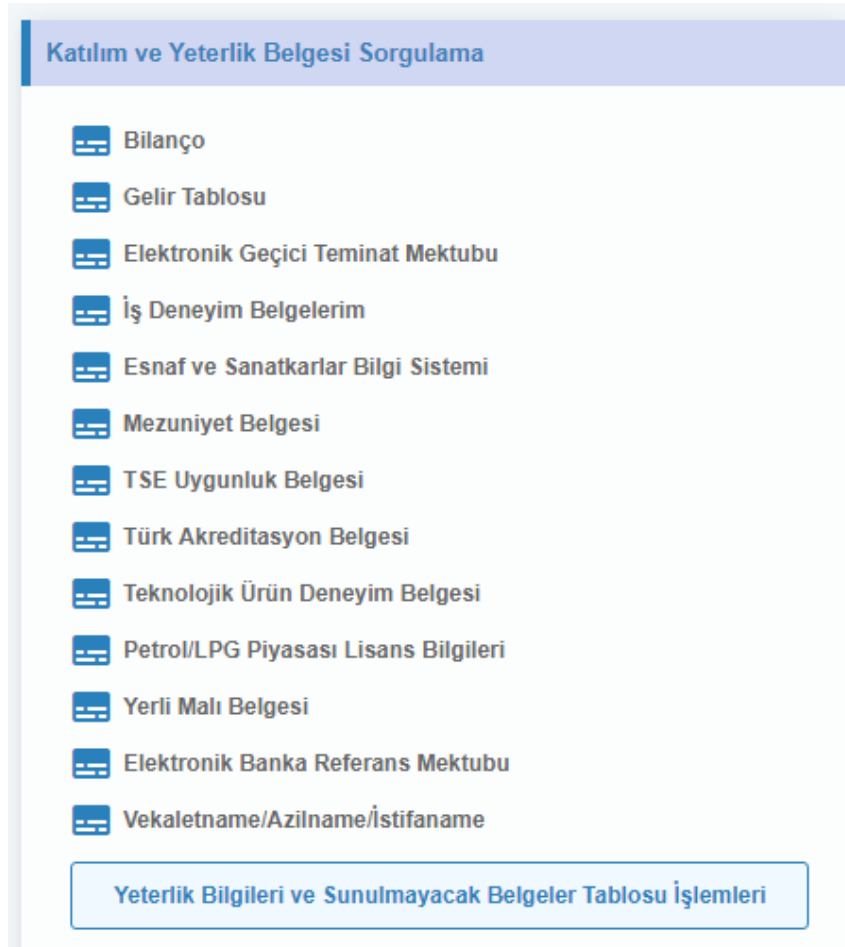 Katılım ve Yeterlik Belgesi Sorgulama
Bilanço
Gelir Tablosu
Elektronik Geçici Teminat Mektubu
İş Deneyim Belgelerim
Esnaf ve Sanatkarlar Bilgi Sistemi
Mezuniyet Belgesi
TSE Uygunluk Belgesi
Türk Akreditasyon Belgesi
Teknolojik Ürün Deneyim Belgesi
Petrol/LPG Piyasası Lisans Bilgileri
Yerli Malı Belgesi
Elektronik Banka Referans Mektubu
Vekaletname/Azilname/İstifaname
Yeterlik Bilgileri ve Sunulmayacak Belgeler Tablosu İşlemleri